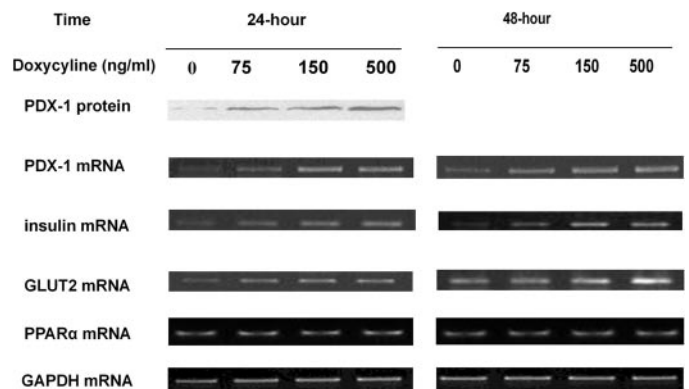 Time 24-hour 48-hour
Doxycyline (ng/ml) 0 75 150 500 0 75 150 500
PDX-1 protein
PDX-1 mRNA
insulin mRNA
GLUT2 mRNA
PPARα mRNA
GAPDH mRNA